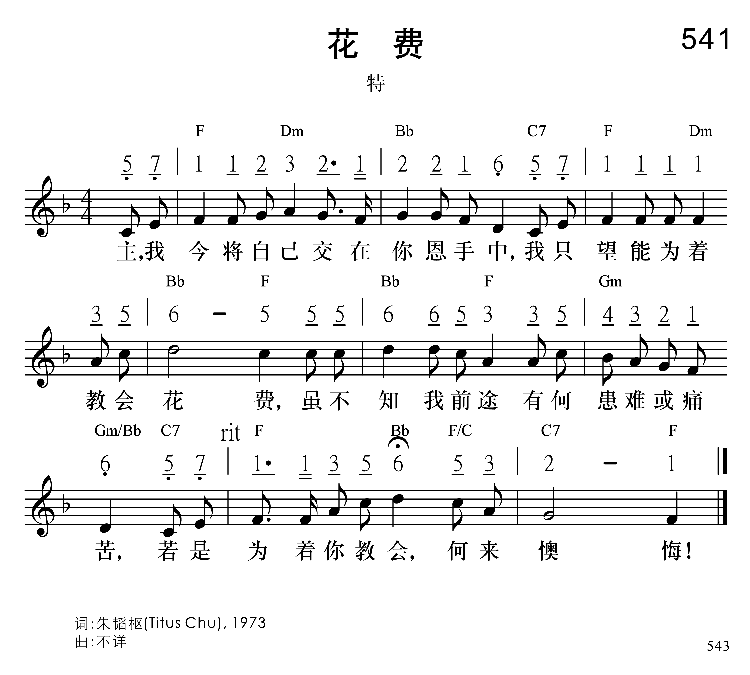 花 费 541
特
F Dm Bb C7 F Dm
5 7 | 1 1 2 3 2· 1 | 2 2 1 6 5 7 | 1 1 1 1
主,我 今 将 自 己 交 在 你 恩 手 中,我 只 望 能 为 着
Bb F Bb F Gm
3 5 | 6 – 5 5 5 | 6 6 5 3 3 5 | 4 3 2 1
教 会 花 费, 虽 不 知 我 前 途 有 何 患 难 或 痛
Gm/Bb C7 rit F Bb F/C C7 F
6 5 7 | 1· 1 3 5 6 5 3 | 2 – 1
苦, 若 是 为 着 你 教 会, 何 来 懊 悔!
词:朱韬枢(Titus Chu), 1973
曲:不详
543